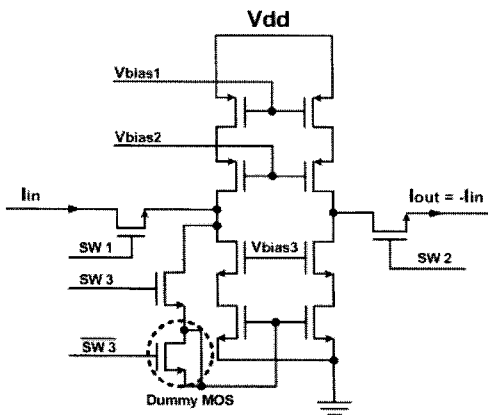 Vdd
Vbias1
Vbias2
Iin
Iout = -Iin
SW 1
Vbias3
SW 2
SW 3
SW 3
Dummy MOS